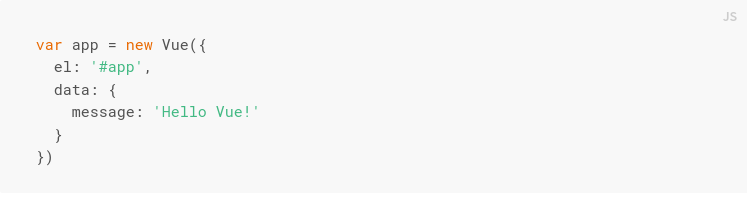 JS
var app = new Vue({
  el: '#app',
  data: {
    message: 'Hello Vue!'
  }
})